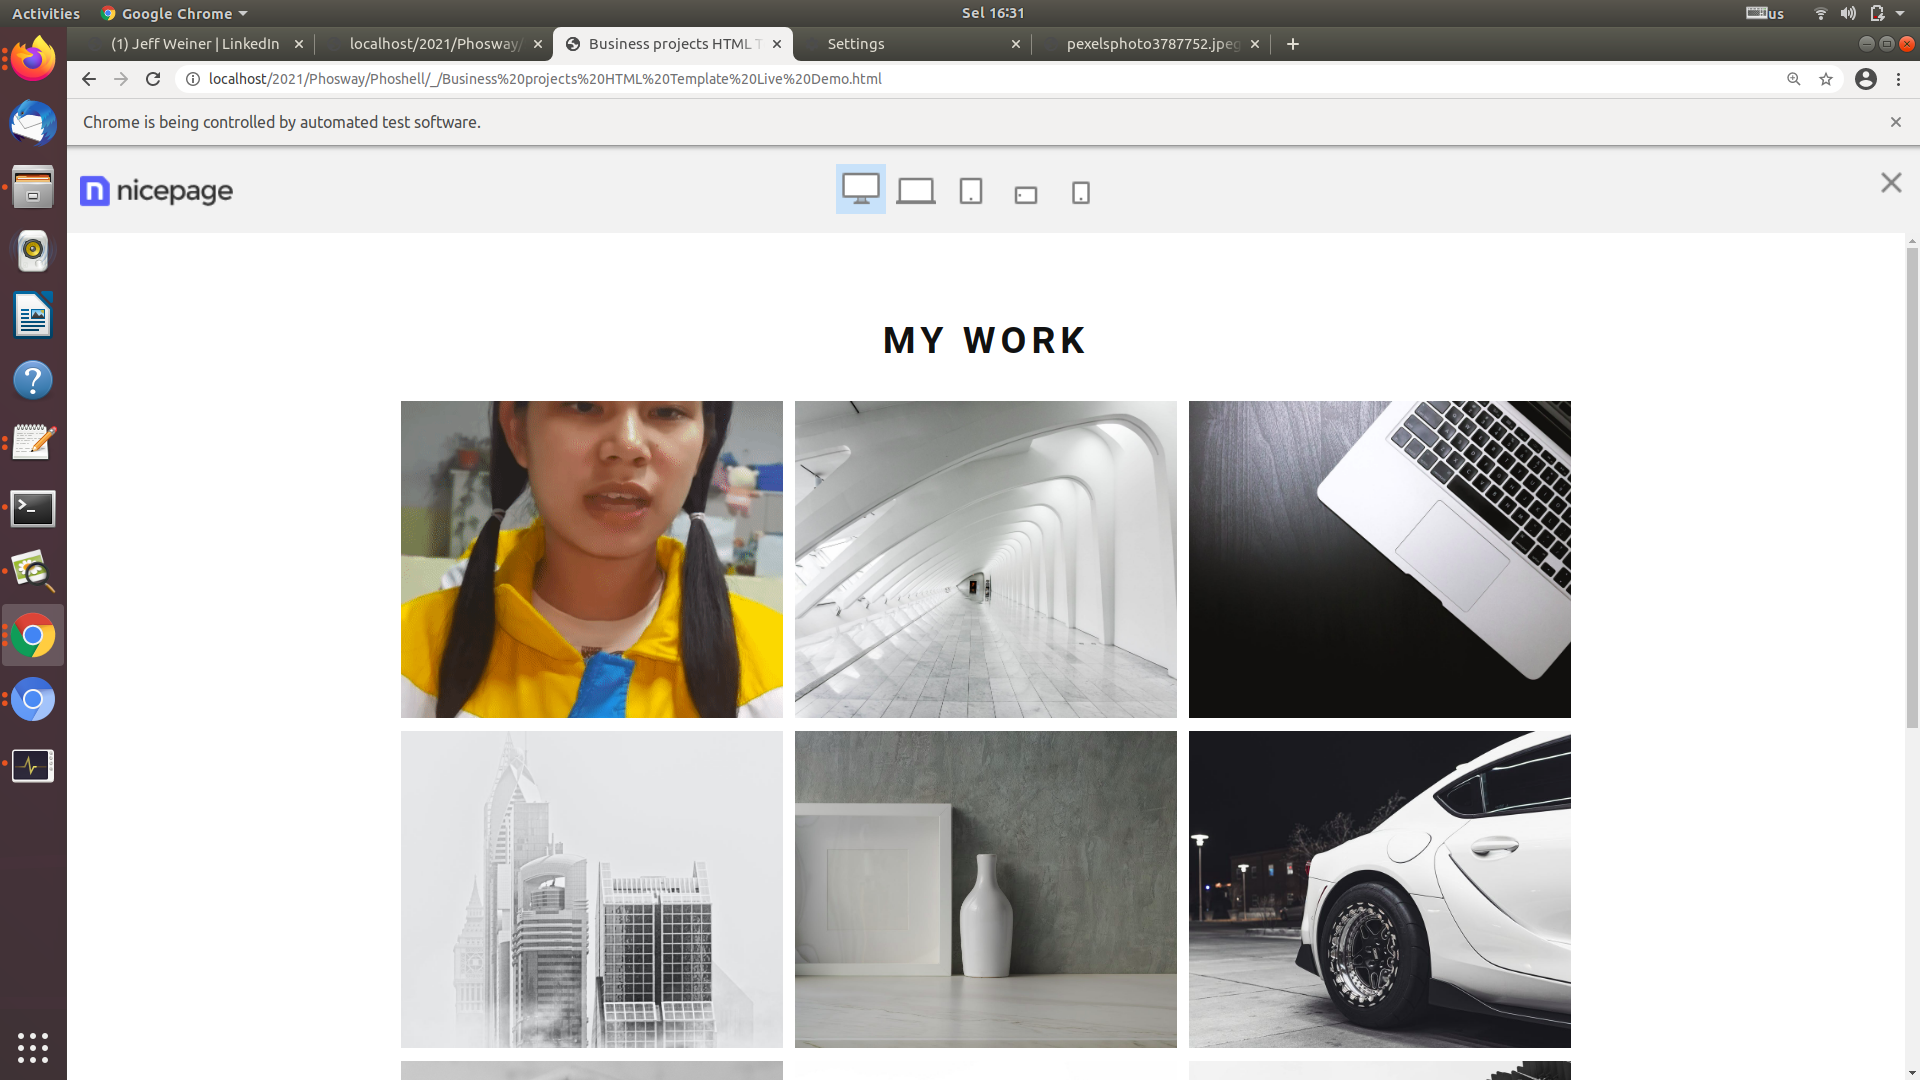 Activities
Google Chrome
Sel 16:31
us
(1) Jeff Weiner | LinkedIn
localhost/2021/Phosway/
Business projects HTML T
Settings
pexelsphoto3787752.jpeg
localhost/2021/Phosway/Phoshell/_/Business%20projects%20HTML%20Template%20Live%20Demo.html
Chrome is being controlled by automated test software.
nicepage
MY WORK